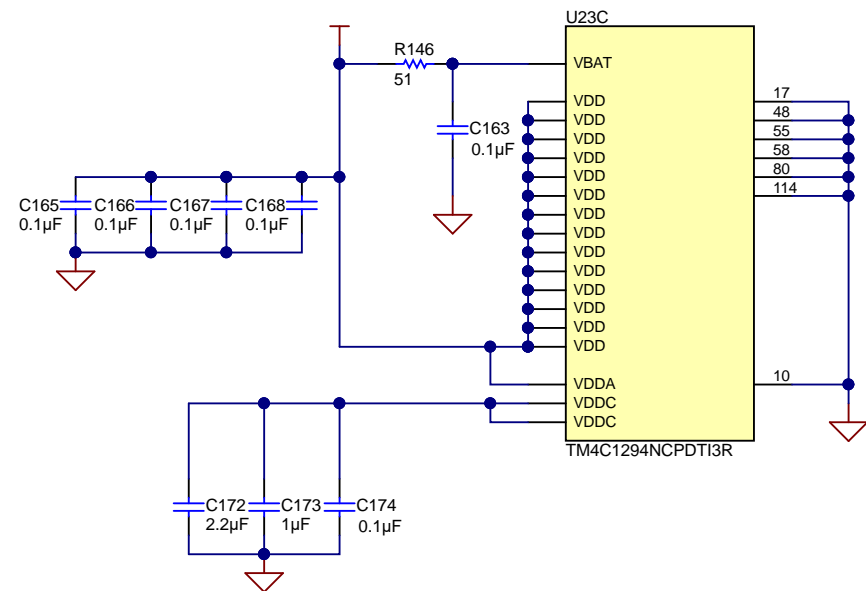 U23C
R146
51
VBAT
VDD
VDD
VDD
VDD
VDD
VDD
VDD
VDD
VDD
VDD
VDD
VDD
VDD
VDD
VDDA
VDDC
VDDC
17
48
55
58
80
114
10
TM4C1294NCPDTI3R
C163
0.1µF
C165
0.1µF
C166
0.1µF
C167
0.1µF
C168
0.1µF
C172
2.2µF
C173
1µF
C174
0.1µF